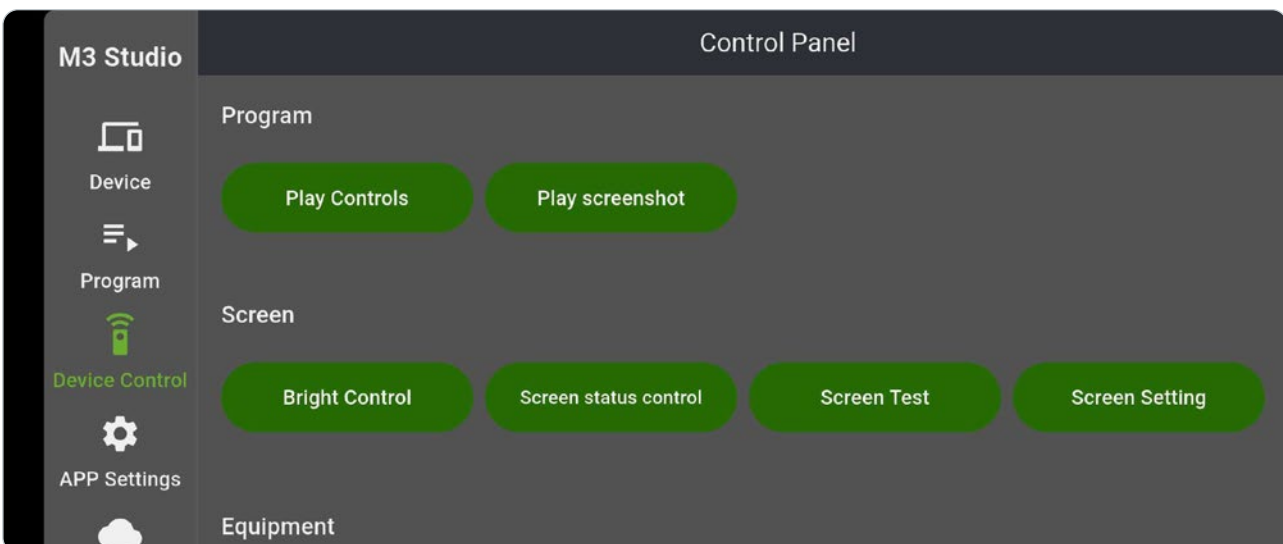 M3 Studio
Control Panel
Device
Program
Device Control
APP Settings
Program
Play Controls
Play screenshot
Screen
Bright Control
Screen status control
Screen Test
Screen Setting
Equipment